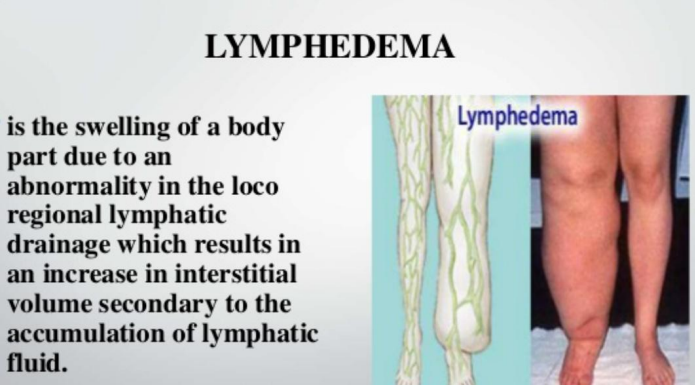 LYMPHEDEMA
is the swelling of a body
part due to an
abnormality in the loco
regional lymphatic
drainage which results in
an increase in interstitial
volume secondary to the
accumulation of lymphatic
fluid.
Lymphedema